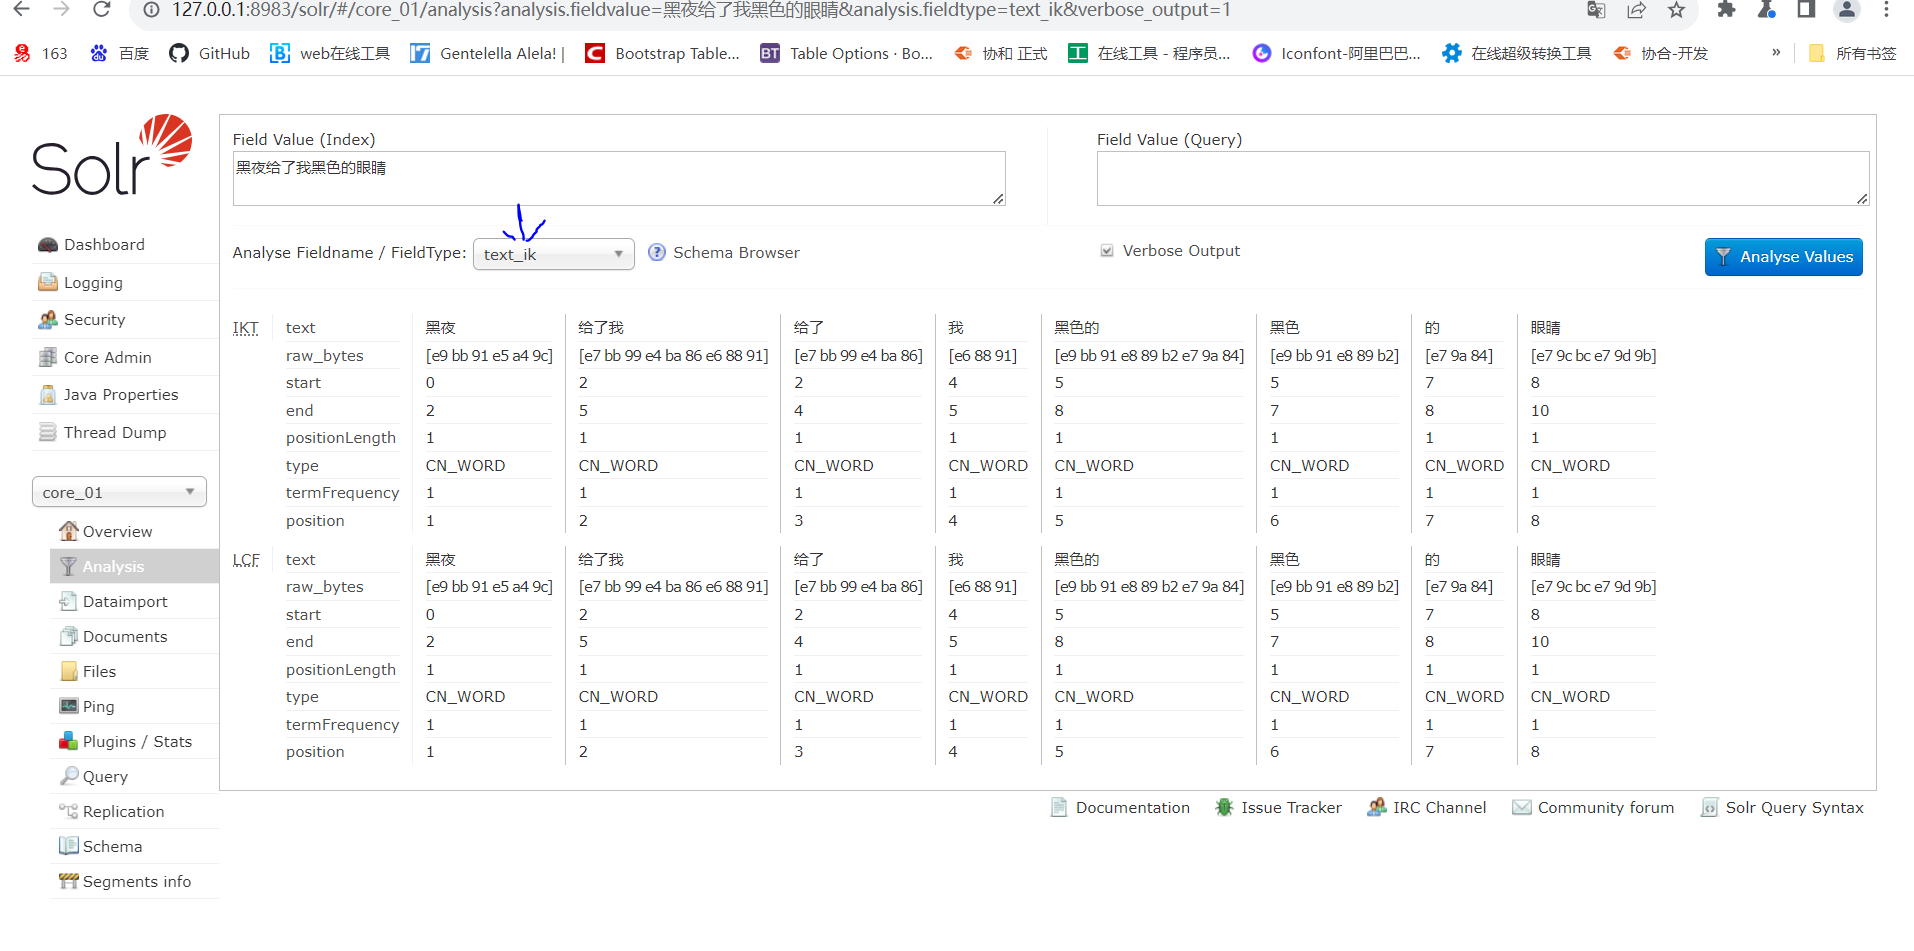 127.0.0.1:8983/solr/#/core_01/analysis?analysis.fieldvalue=黑夜给了我黑色的眼睛&analysis.fieldtype=text_ik&verbose_output=1
163 百度 GitHub web在线工具 Gentelella Alela! | Bootstrap Table... BT Table Options · Bo... 协和 正式 在线工具 - 程序员... Iconfont-阿里巴巴... 在线超级转换工具 协合-开发 » 所有书签
Solr
Dashboard
Logging
Security
Core Admin
Java Properties
Thread Dump
core_01
Overview
Analysis
Dataimport
Documents
Files
Ping
Plugins / Stats
Query
Replication
Schema
Segments info
Field Value (Index)
黑夜给了我黑色的眼睛
Field Value (Query)
Analyse Fieldname / FieldType: text_ik Schema Browser
Verbose Output
Analyse Values
IKT text 黑夜 给了我 给了 我 黑色的 黑色 的 眼睛
raw_bytes [e9 bb 91 e5 a4 9c] [e7 bb 99 e4 ba 86 e6 88 91] [e7 bb 99 e4 ba 86] [e6 88 91] [e9 bb 91 e8 89 b2 e7 9a 84] [e9 bb 91 e8 89 b2] [e7 9a 84] [e7 9c bc e7 9d 9b]
start 0 2 2 4 5 5 7 8
end 2 5 4 5 8 7 8 10
positionLength 1 1 1 1 1 1 1 1
type CN_WORD CN_WORD CN_WORD CN_WORD CN_WORD CN_WORD CN_WORD CN_WORD
termFrequency 1 1 1 1 1 1 1 1
position 1 2 3 4 5 6 7 8
LCF text 黑夜 给了我 给了 我 黑色的 黑色 的 眼睛
raw_bytes [e9 bb 91 e5 a4 9c] [e7 bb 99 e4 ba 86 e6 88 91] [e7 bb 99 e4 ba 86] [e6 88 91] [e9 bb 91 e8 89 b2 e7 9a 84] [e9 bb 91 e8 89 b2] [e7 9a 84] [e7 9c bc e7 9d 9b]
start 0 2 2 4 5 5 7 8
end 2 5 4 5 8 7 8 10
positionLength 1 1 1 1 1 1 1 1
type CN_WORD CN_WORD CN_WORD CN_WORD CN_WORD CN_WORD CN_WORD CN_WORD
termFrequency 1 1 1 1 1 1 1 1
position 1 2 3 4 5 6 7 8
Documentation Issue Tracker IRC Channel Community forum Solr Query Syntax